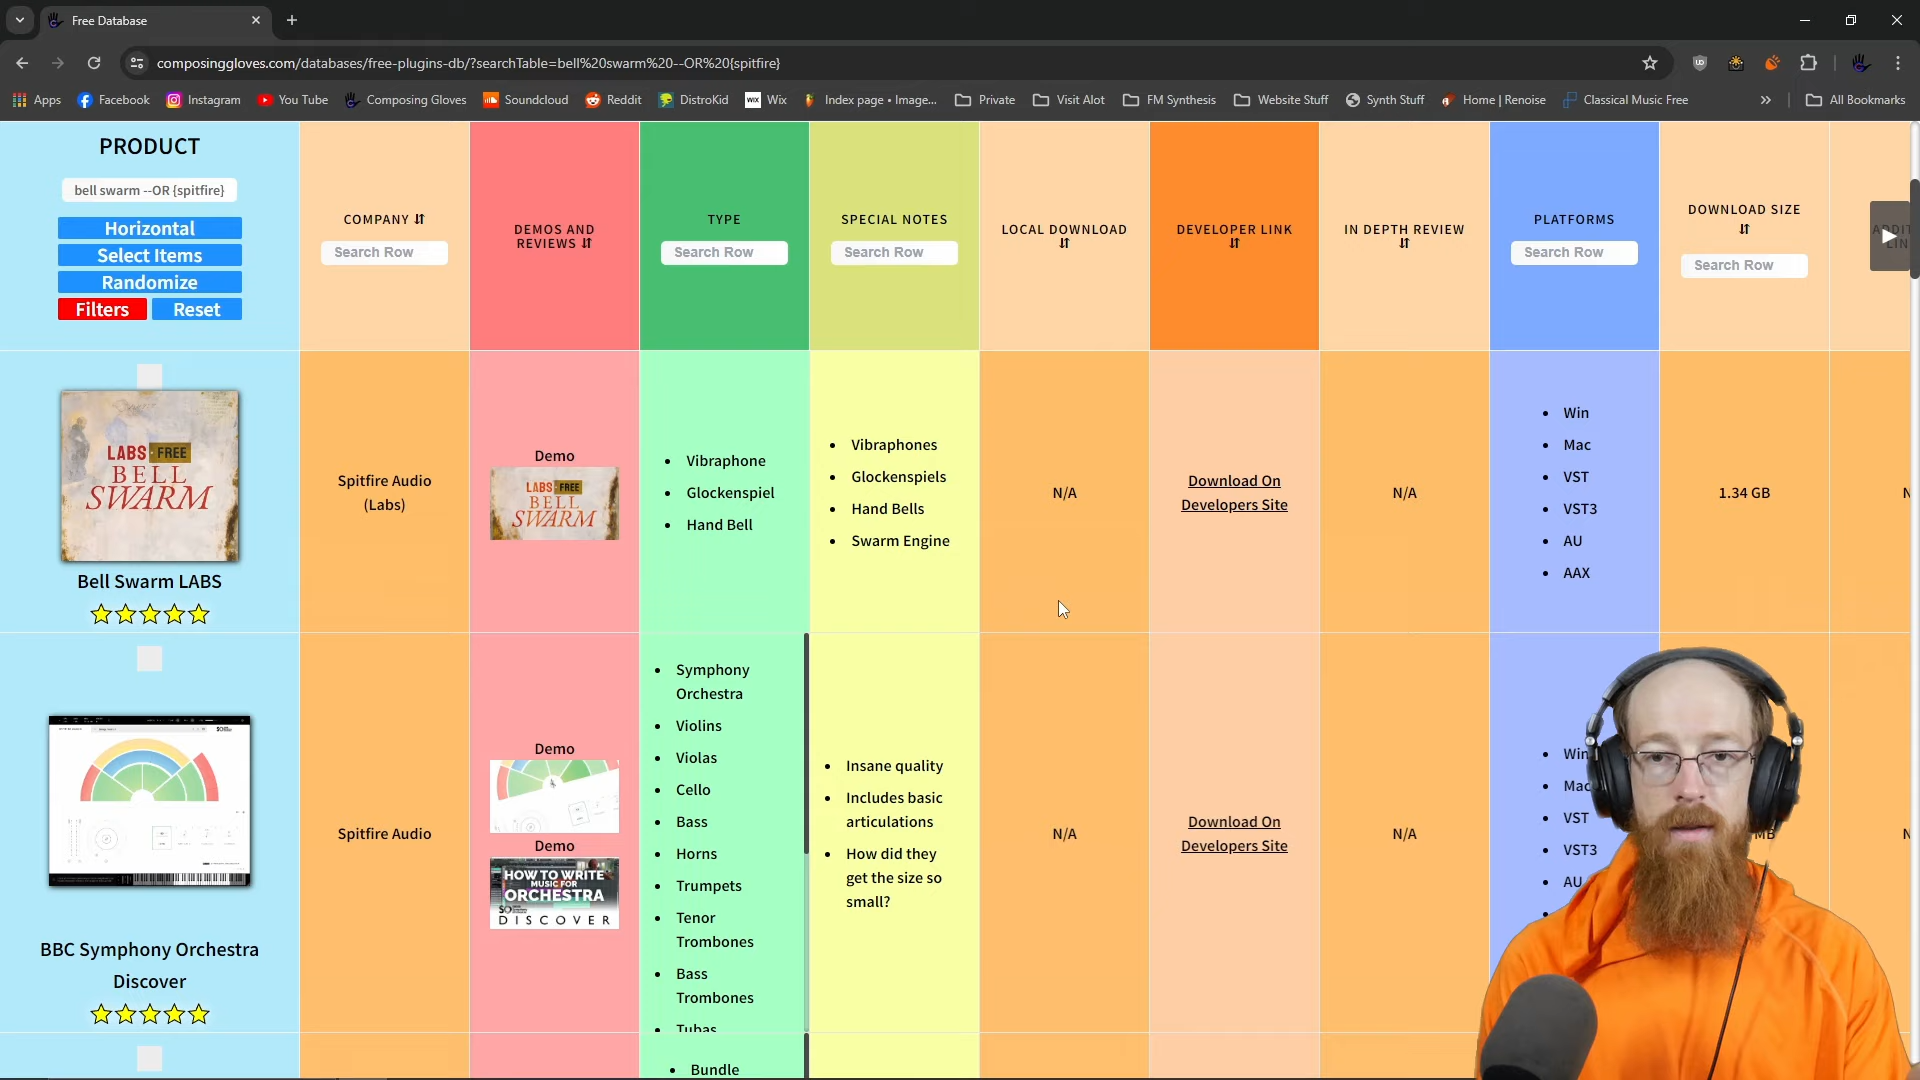 Free Database
composinggloves.com/databases/free-plugins-db/?searchTable=bell%20swarm%20--OR%20{spitfire}
Apps
Facebook
Instagram
You Tube
Composing Gloves
Soundcloud
Reddit
DistroKid
WIX Wix
Index page • Image...
Private
Visit Alot
FM Synthesis
Website Stuff
Synth Stuff
Home | Renoise
Classical Music Free
»
All Bookmarks
PRODUCT
bell swarm --OR {spitfire}
Horizontal
Select Items
Randomize
Filters
Reset
COMPANY
Search Row
DEMOS AND
REVIEWS
TYPE
Search Row
SPECIAL NOTES
Search Row
LOCAL DOWNLOAD
DEVELOPER LINK
IN DEPTH REVIEW
PLATFORMS
Search Row
DOWNLOAD SIZE
Search Row
LABS FREE
BELL
SWARM
Bell Swarm LABS
Spitfire Audio
(Labs)
Demo
LABS FREE
BELL
SWARM
• Vibraphone
• Glockenspiel
• Hand Bell
• Vibraphones
• Glockenspiels
• Hand Bells
• Swarm Engine
N/A
Download On
Developers Site
N/A
• Win
• Mac
• VST
• VST3
• AU
• AAX
1.34 GB
BBC Symphony Orchestra
Discover
Spitfire Audio
Demo
Demo
HOW TO WRITE
MUSIC FOR
ORCHESTRA
DISCOVER
• Symphony
Orchestra
• Violins
• Violas
• Cello
• Bass
• Horns
• Trumpets
• Tenor
Trombones
• Bass
Trombones
• Tubas
• Insane quality
• Includes basic
articulations
• How did they
get the size so
small?
N/A
Download On
Developers Site
N/A
• Win
• Mac
• VST
• VST3
• AU
MB
• Bundle